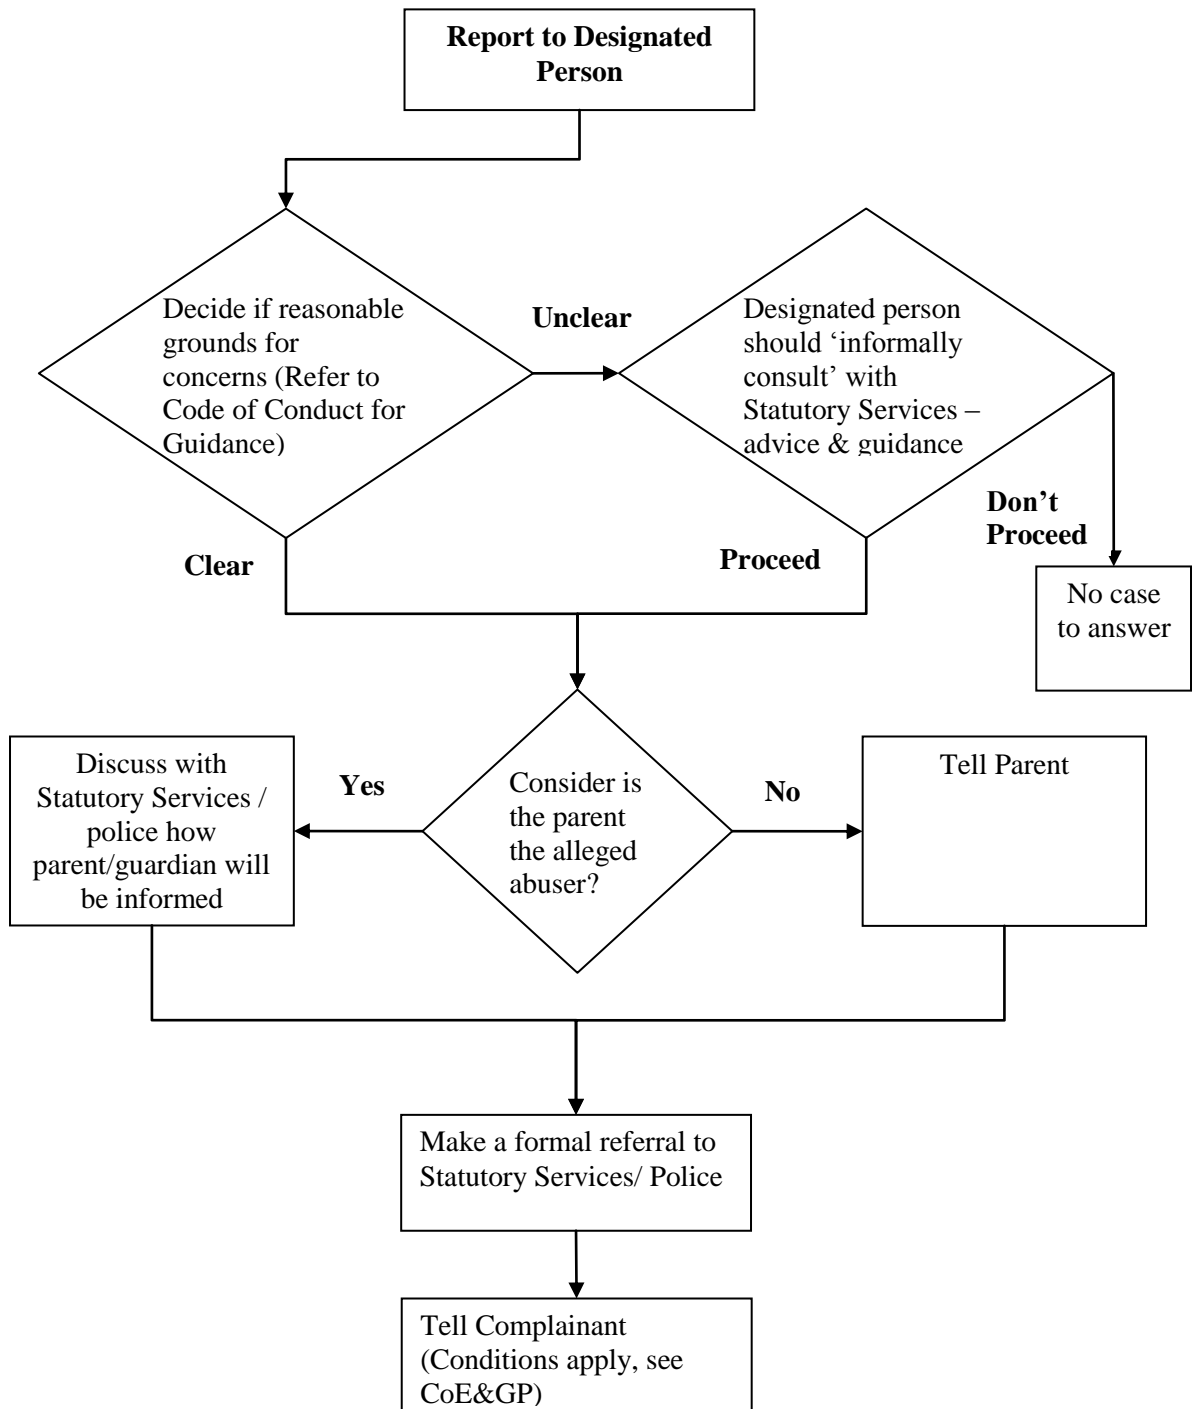 Report to Designated
Person
Decide if reasonable
grounds for
concerns (Refer to
Code of Conduct for
Guidance)
Unclear
Designated person
should ‘informally
consult’ with
Statutory Services –
advice & guidance
Clear
Proceed
Don’t
Proceed
No case
to answer
Discuss with
Statutory Services /
police how
parent/guardian will
be informed
Yes
Consider is
the parent
the alleged
abuser?
No
Tell Parent
Make a formal referral to
Statutory Services/ Police
Tell Complainant
(Conditions apply, see
CoE&GP)